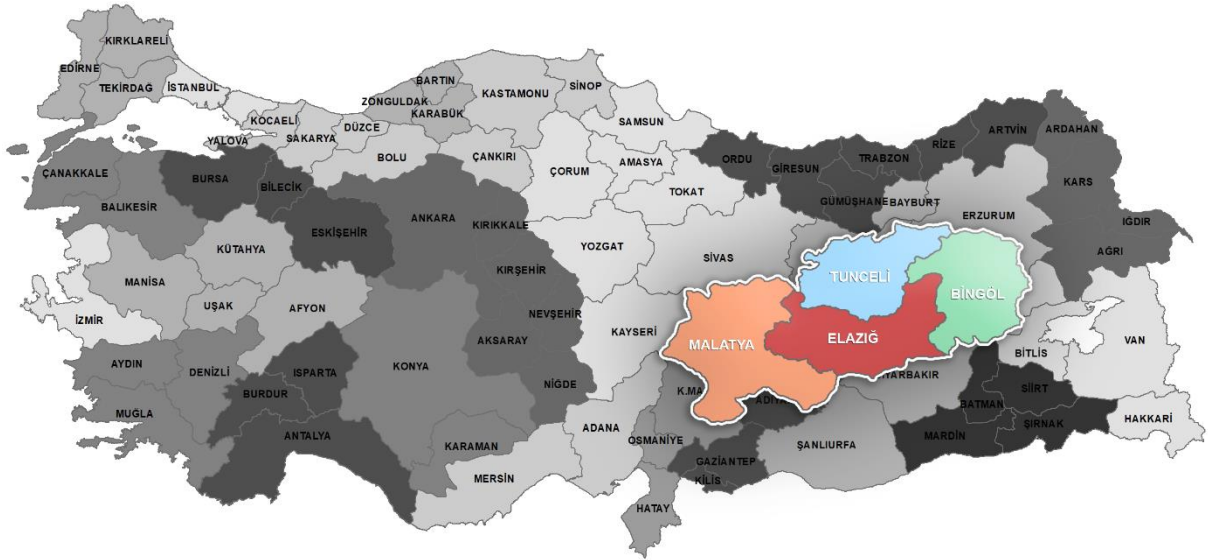 KIRKLARELİ
EDİRNE
TEKİRDAĞ
İSTANBUL
KOCAELİ
YALOVA
SAKARYA
DÜZCE
ZONGULDAK
BARTIN
KARABÜK
BOLU
KASTAMONU
SİNOP
ÇANKIRI
SAMSUN
ÇORUM
AMASYA
TOKAT
ORDU
GİRESUN
TRABZON
RİZE
ARTVİN
ARDAHAN
KARS
GÜMÜŞHANE
BAYBURT
ERZURUM
IĞDIR
AĞRI
ÇANAKKALE
BALIKESİR
BURSA
BİLECİK
ESKİŞEHİR
KÜTAHYA
ANKARA
KIRIKKALE
YOZGAT
SİVAS
TUNCELİ
BİNGÖL
ELAZIĞ
MALATYA
KIRŞEHİR
NEVŞEHİR
KAYSERİ
AKSARAY
NİĞDE
MANİSA
UŞAK
AFYON
İZMİR
AYDIN
DENİZLİ
MUĞLA
ISPARTA
BURDUR
ANTALYA
KONYA
KARAMAN
MERSİN
ADANA
OSMANİYE
HATAY
K.MA
ADIYA
GAZİANTEP
KİLİS
ŞANLIURFA
YARBAKIR
MARDİN
BATMAN
SİİRT
ŞIRNAK
BİTLİS
VAN
HAKKARİ